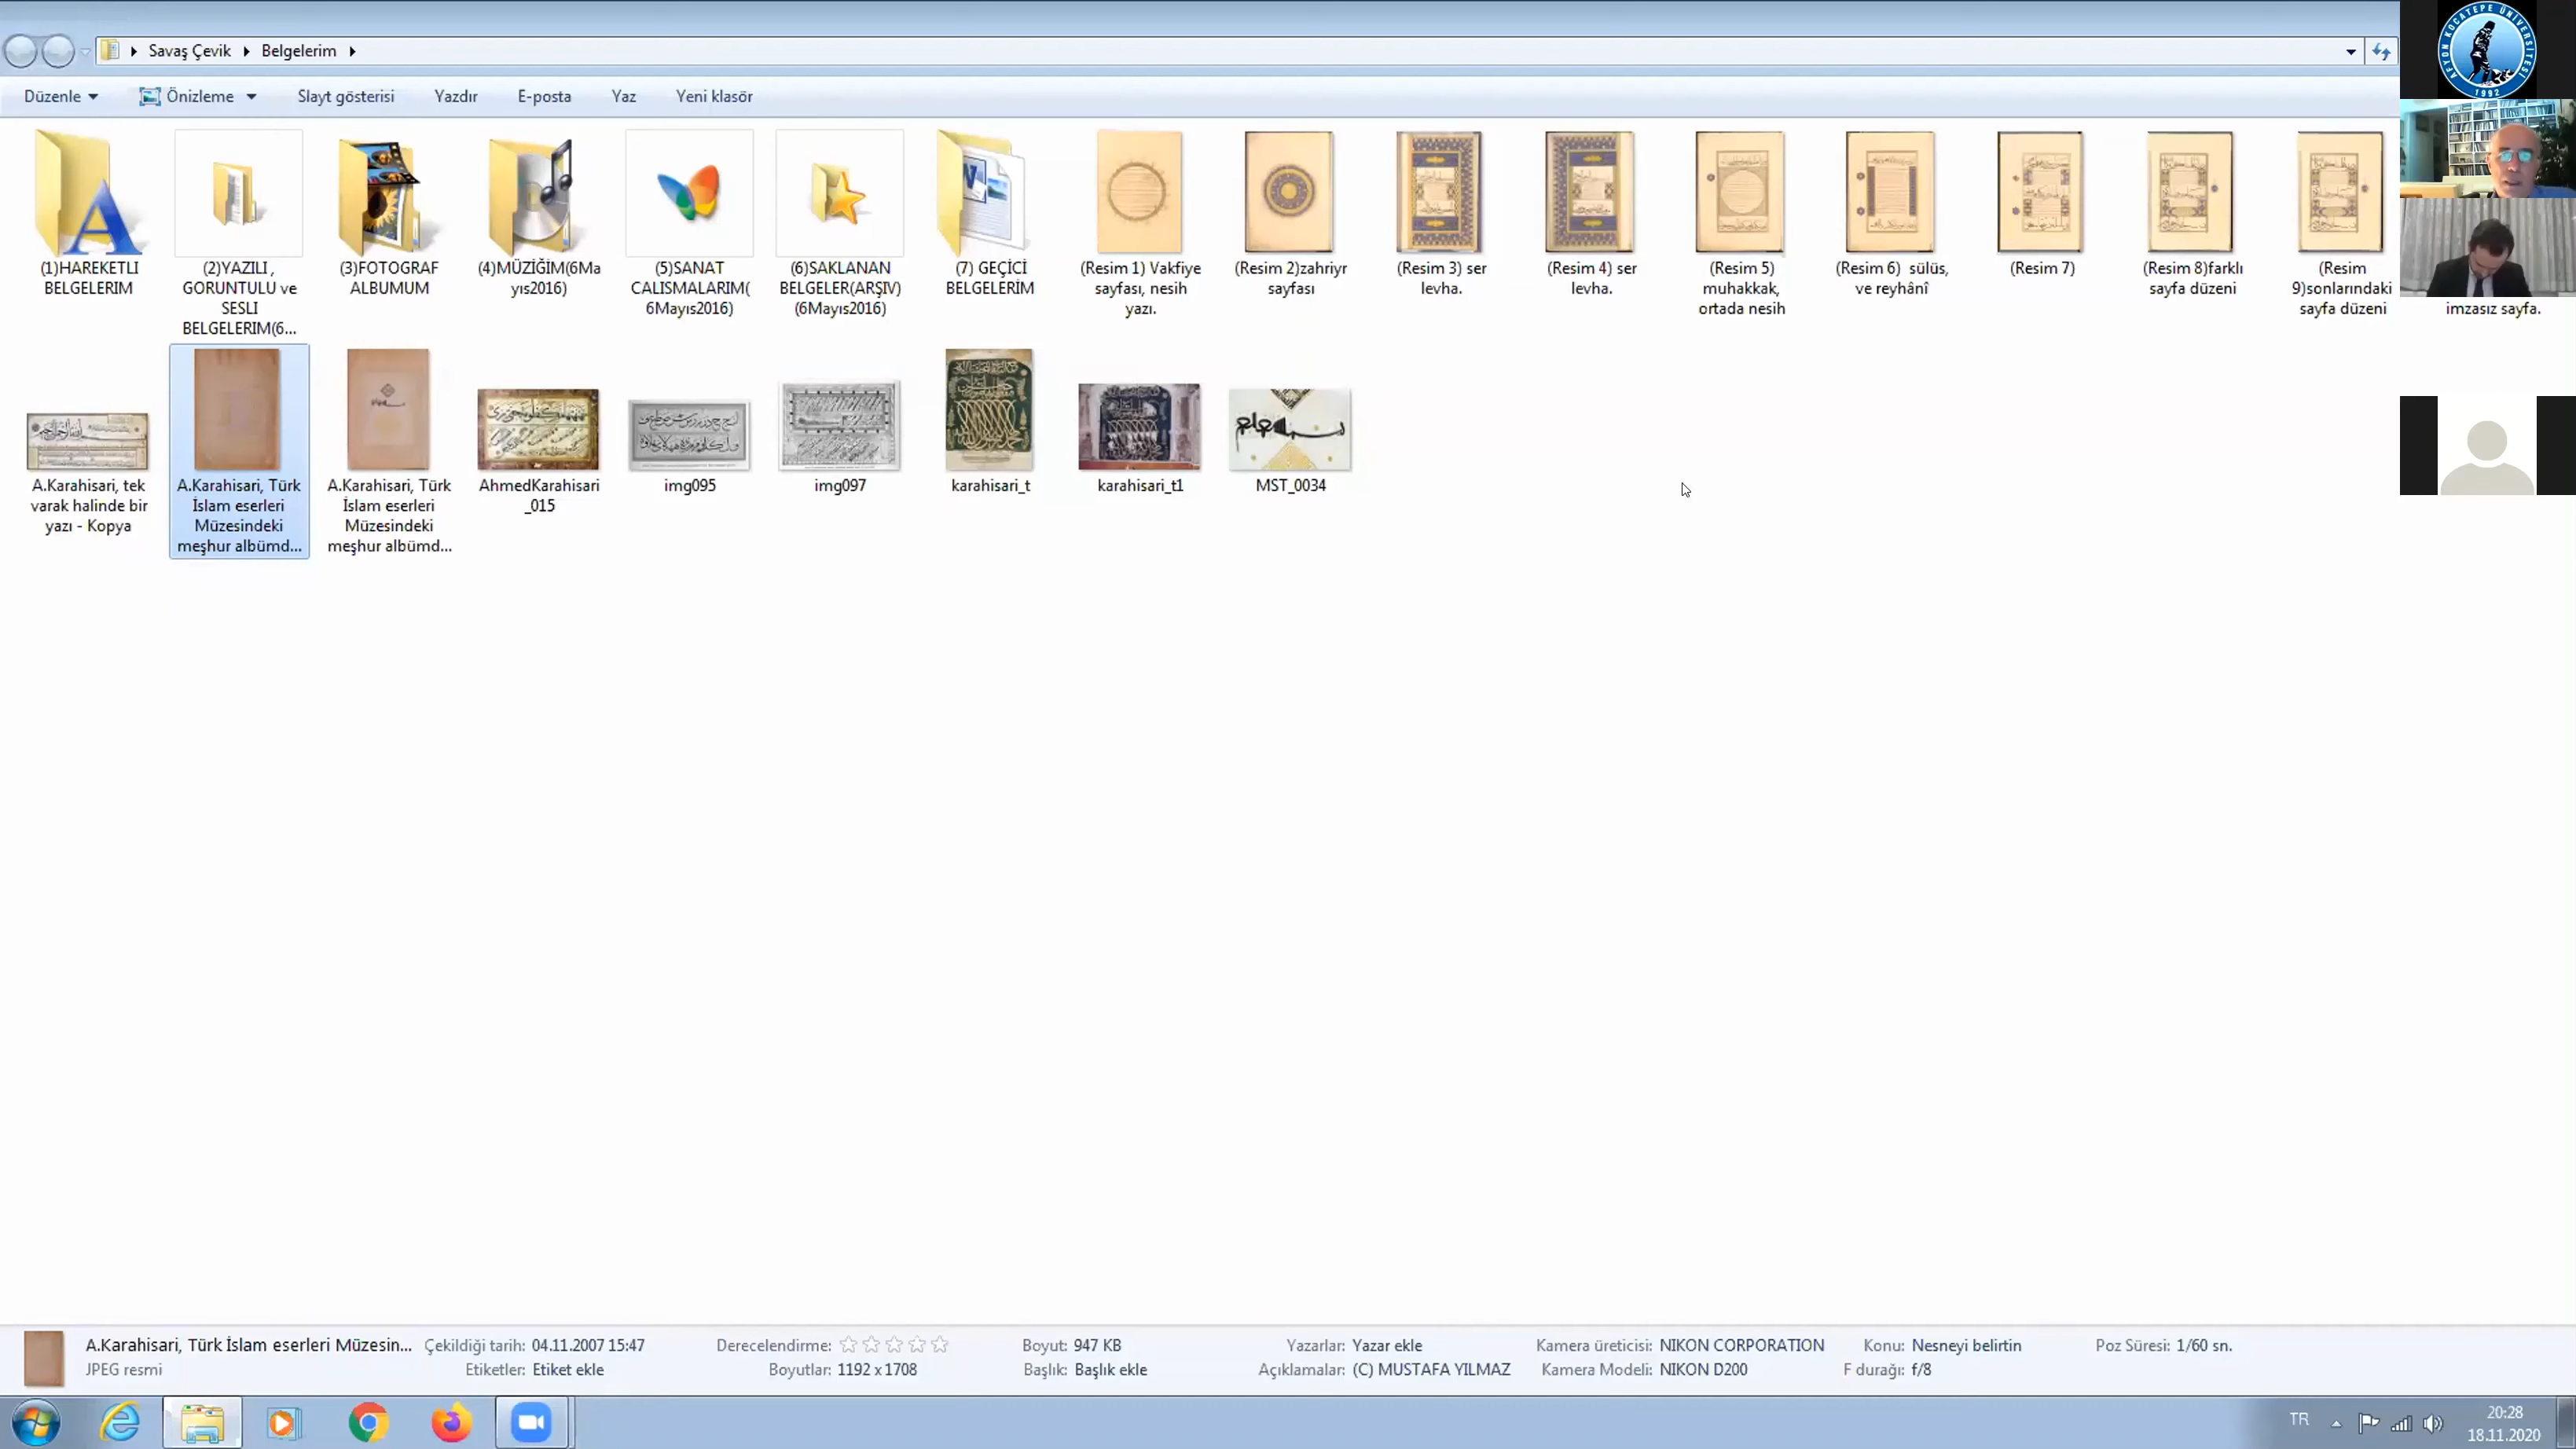 Savaş Çevik Belgelerim
Düzenle Önizleme Slayt gösterisi Yazdır E-posta Yaz Yeni klasör
AFYON KOCATEPE ÜNİVERSİTESİ
1992
(1)HAREKETLI
BELGELERIM
(2)YAZILI ,
GORUNTULU ve
SESLI
BELGELERIM(6...
(3)FOTOGRAF
ALBUMUM
(4)MÜZİĞİM(6Ma
yıs2016)
(5)SANAT
CALISMALARIM(
6Mayıs2016)
(6)SAKLANAN
BELGELER(ARŞIV)
(6Mayıs2016)
(7) GEÇİCİ
BELGELERİM
(Resim 1) Vakfiye
sayfası, nesih
yazı.
(Resim 2)zahriyr
sayfası
(Resim 3) ser
levha.
(Resim 4) ser
levha.
(Resim 5)
muhakkak,
ortada nesih
(Resim 6) sülüs,
ve reyhânî
(Resim 7)
(Resim 8)farklı
sayfa düzeni
(Resim
9)sonlarındaki
sayfa düzeni
imzasız sayfa.
A.Karahisari, tek
varak halinde bir
yazı - Kopya
A.Karahisari, Türk
İslam eserleri
Müzesindeki
meşhur albümd...
A.Karahisari, Türk
İslam eserleri
Müzesindeki
meşhur albümd...
AhmedKarahisari
_015
img095
img097
karahisari_t
karahisari_t1
MST_0034
A.Karahisari, Türk İslam eserleri Müzesin... Çekildiği tarih: 04.11.2007 15:47 Derecelendirme: Boyut: 947 KB Yazarlar: Yazar ekle Kamera üreticisi: NIKON CORPORATION Konu: Nesneyi belirtin Poz Süresi: 1/60 sn.
JPEG resmi Etiketler: Etiket ekle Boyutlar: 1192 x 1708 Başlık: Başlık ekle Açıklamalar: (C) MUSTAFA YILMAZ Kamera Modeli: NIKON D200 F durağı: f/8
TR 20:28
18.11.2020